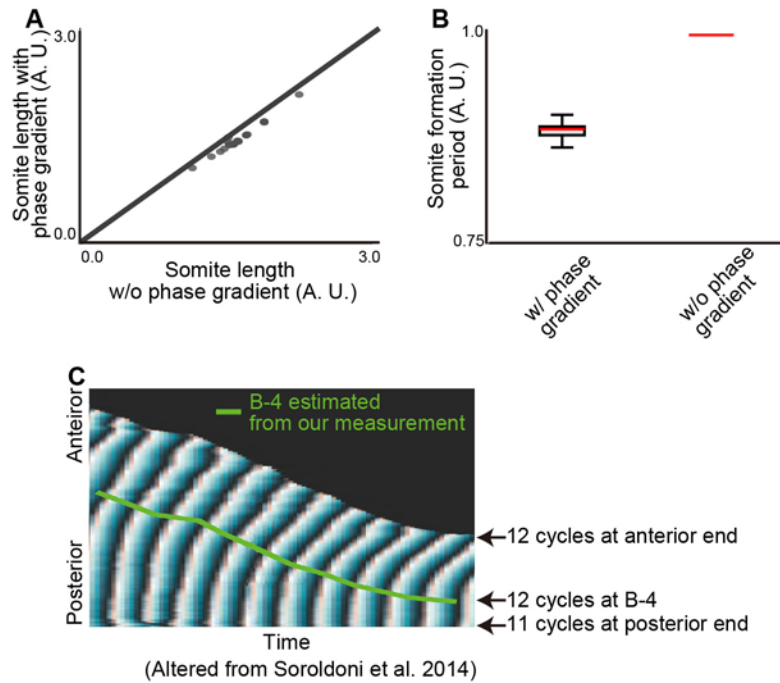 A
3.0
Somite length with
phase gradient (A. U.)
0.0
0.0
3.0
Somite length
w/o phase gradient (A. U.)
B
1.0
Somite formation
period (A. U.)
0.75
w/ phase
gradient
w/o phase
gradient
C
B-4 estimated
from our measurement
Anteiror
Posterior
12 cycles at anterior end
12 cycles at B-4
11 cycles at posterior end
Time
(Altered from Soroldoni et al. 2014)